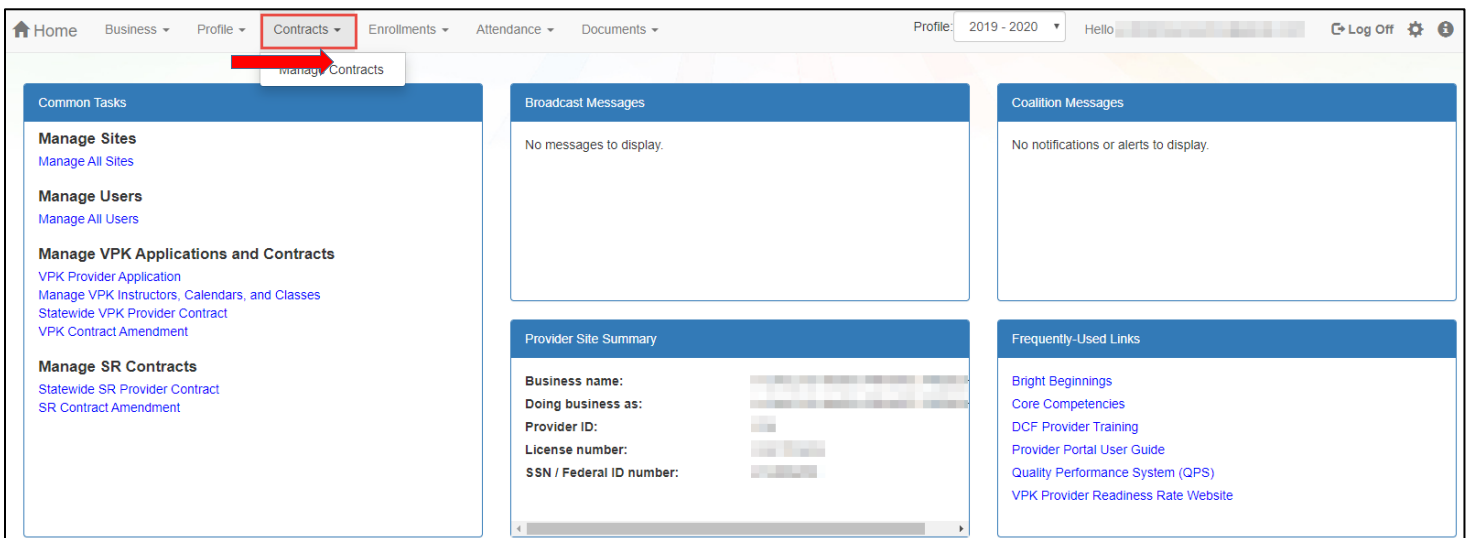 Home Business Profile Contracts Enrollments Attendance Documents Profile: 2019 - 2020 Hello Log Off
Manage Contracts
Common Tasks
Manage Sites
Manage All Sites
Manage Users
Manage All Users
Manage VPK Applications and Contracts
VPK Provider Application
Manage VPK Instructors, Calendars, and Classes
Statewide VPK Provider Contract
VPK Contract Amendment
Manage SR Contracts
Statewide SR Provider Contract
SR Contract Amendment
Broadcast Messages
No messages to display.
Provider Site Summary
Business name:
Doing business as:
Provider ID:
License number:
SSN / Federal ID number:
Coalition Messages
No notifications or alerts to display.
Frequently-Used Links
Bright Beginnings
Core Competencies
DCF Provider Training
Provider Portal User Guide
Quality Performance System (QPS)
VPK Provider Readiness Rate Website